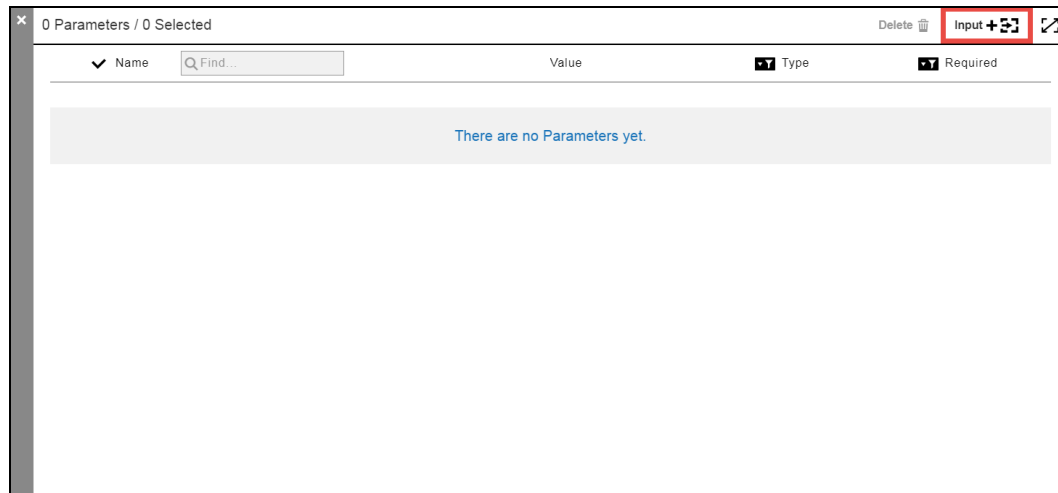 0 Parameters / 0 Selected Delete Input
Name Find... Value Type Required
There are no Parameters yet.